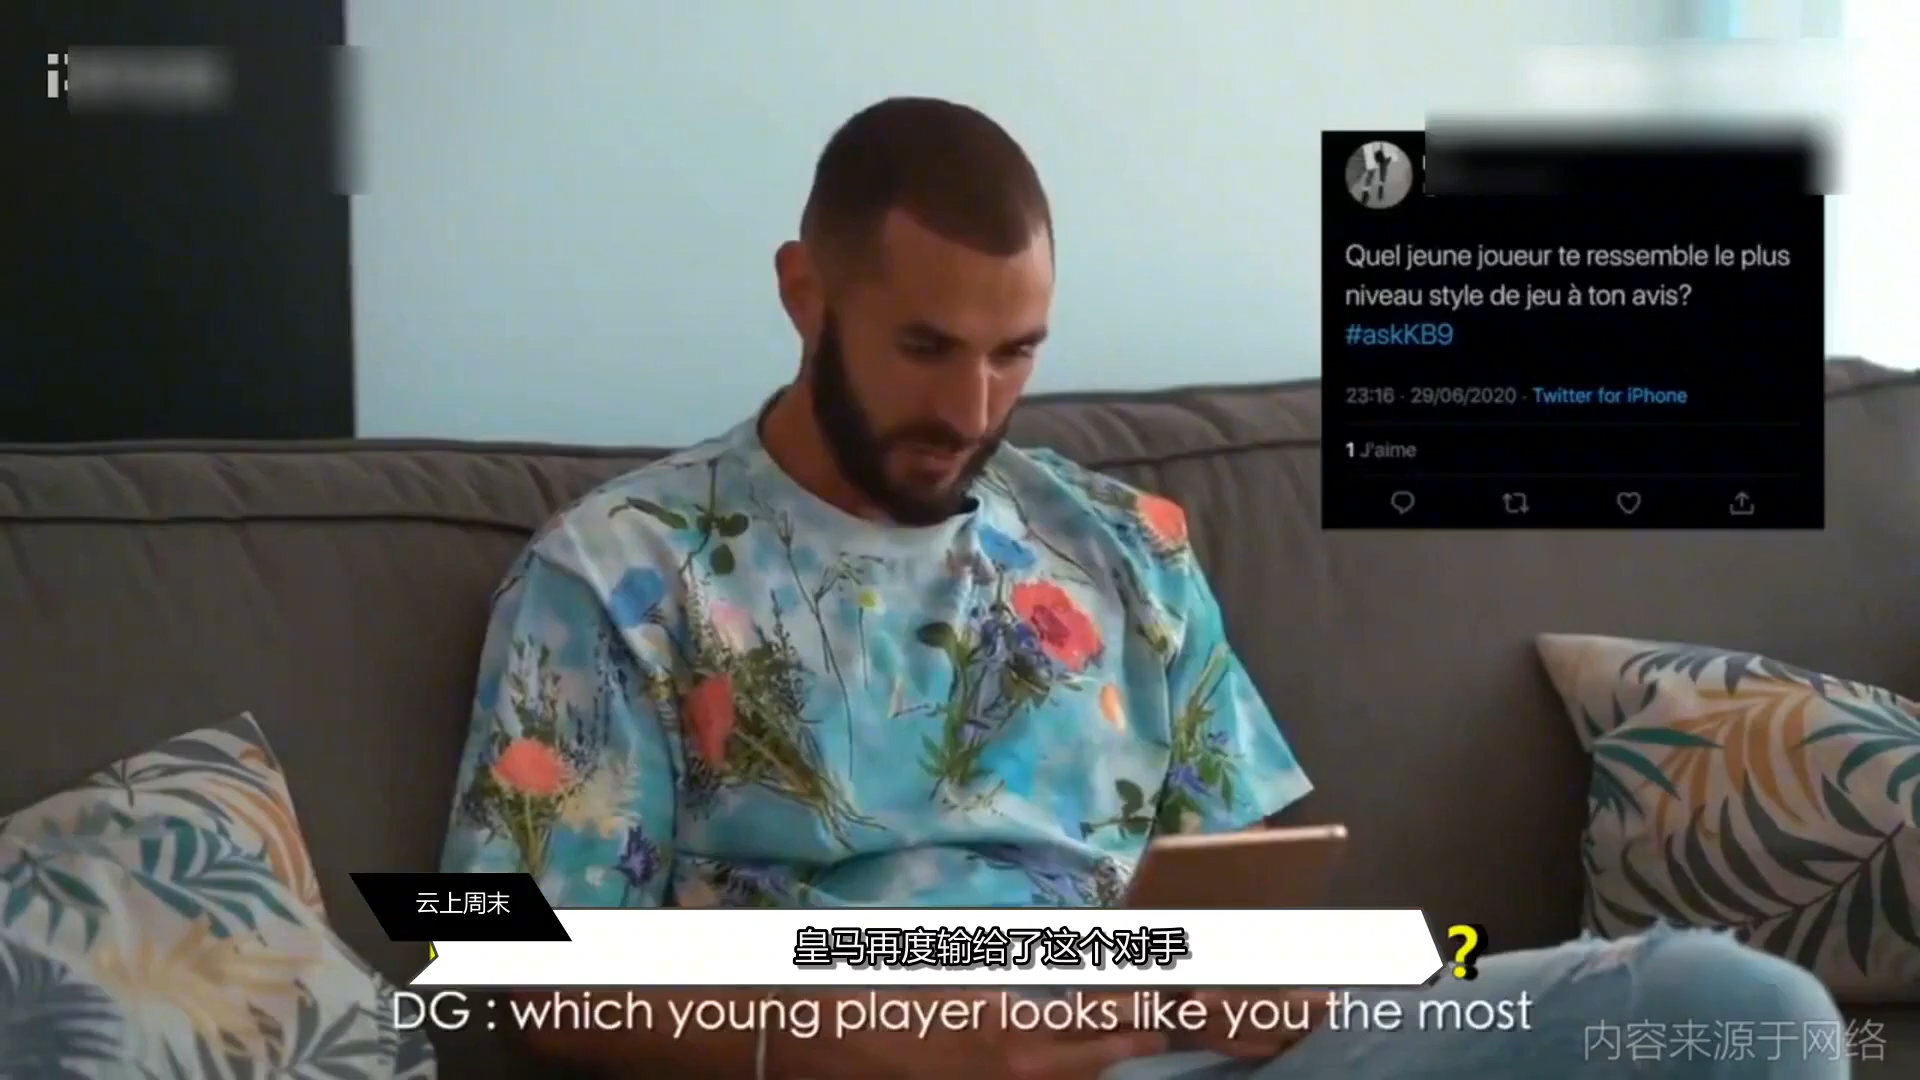 Quel jeune joueur te ressemble le plus
niveau style de jeu à ton avis?
#askKB9
23:16 · 29/06/2020 · Twitter for iPhone
1 J'aime
云上周末
皇马再度输给了这个对手
?
DG : which young player looks like you the most
内容来源于网络